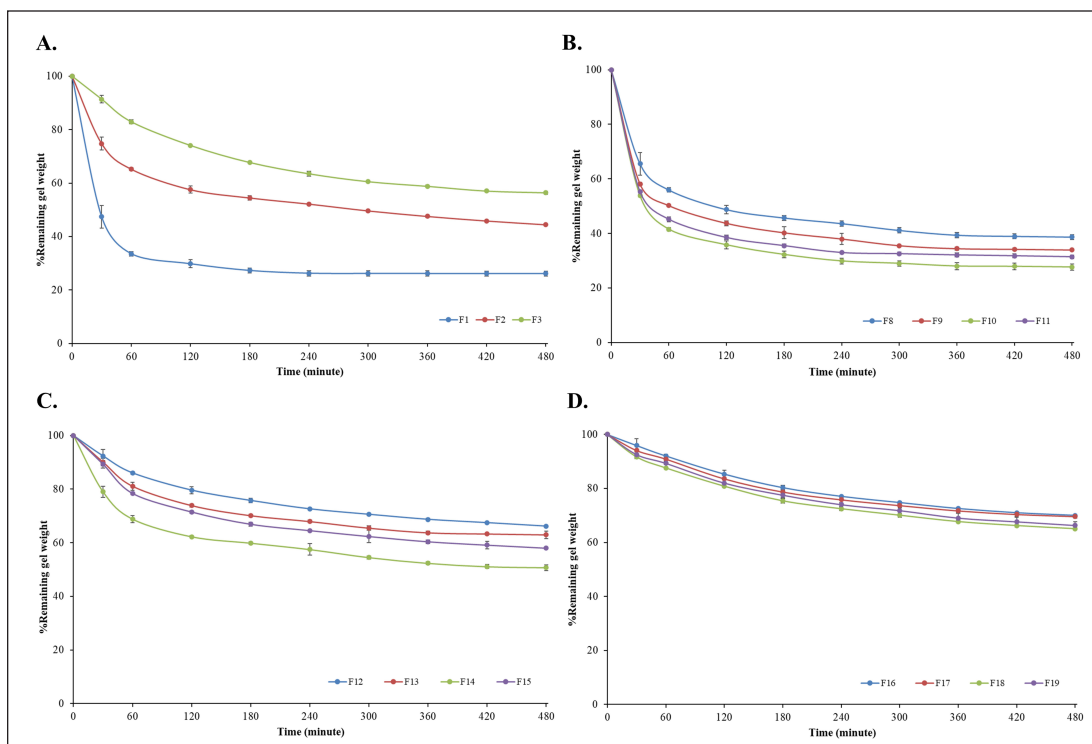 A.
%Remaining gel weight
100
80
60
40
20
0
F1 F2 F3
0 60 120 180 240 300 360 420 480
Time (minute)
B.
%Remaining gel weight
100
80
60
40
20
0
F8 F9 F10 F11
0 60 120 180 240 300 360 420 480
Time (minute)
C.
%Remaining gel weight
100
80
60
40
20
0
F12 F13 F14 F15
0 60 120 180 240 300 360 420 480
Time (minute)
D.
%Remaining gel weight
100
80
60
40
20
0
F16 F17 F18 F19
0 60 120 180 240 300 360 420 480
Time (minute)